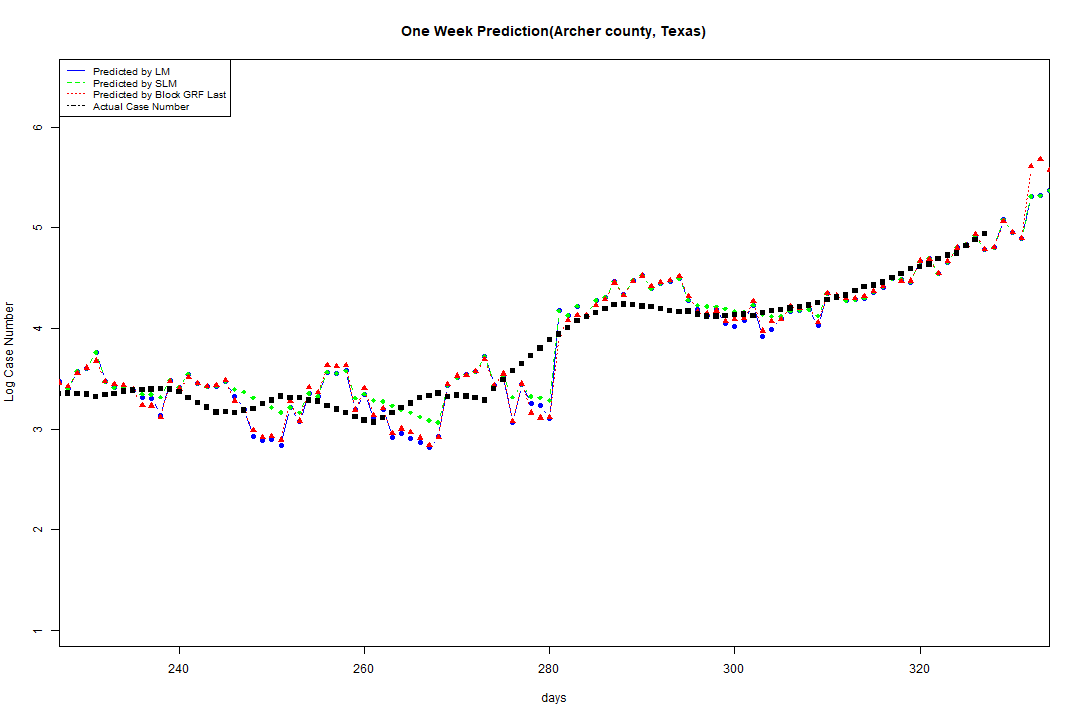 One Week Prediction(Archer county, Texas)
Predicted by LM
Predicted by SLM
Predicted by Block GRF Last
Actual Case Number
6
5
4
3
2
1
Log Case Number
240 260 280 300 320
days